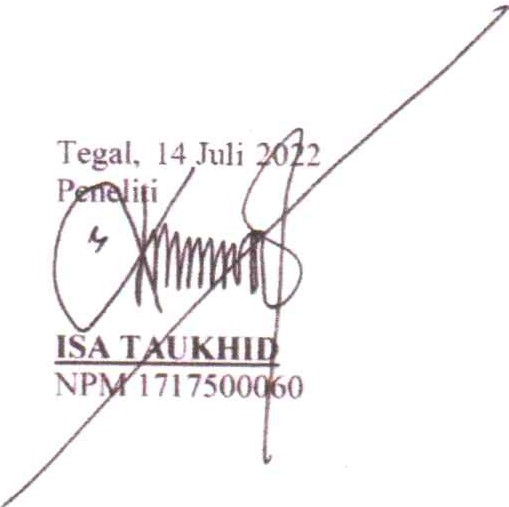 Tegal, 14 Juli 2022
Peneliti
ISA TAUKHID
NPM 1717500060